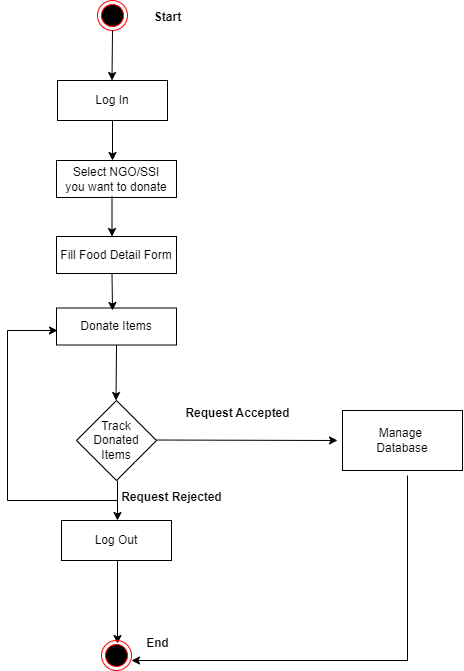 Start
Log In
Select NGO/SSI
you want to donate
Fill Food Detail Form
Donate Items
Request Accepted
Track
Donated
Items
Manage
Database
Request Rejected
Log Out
End